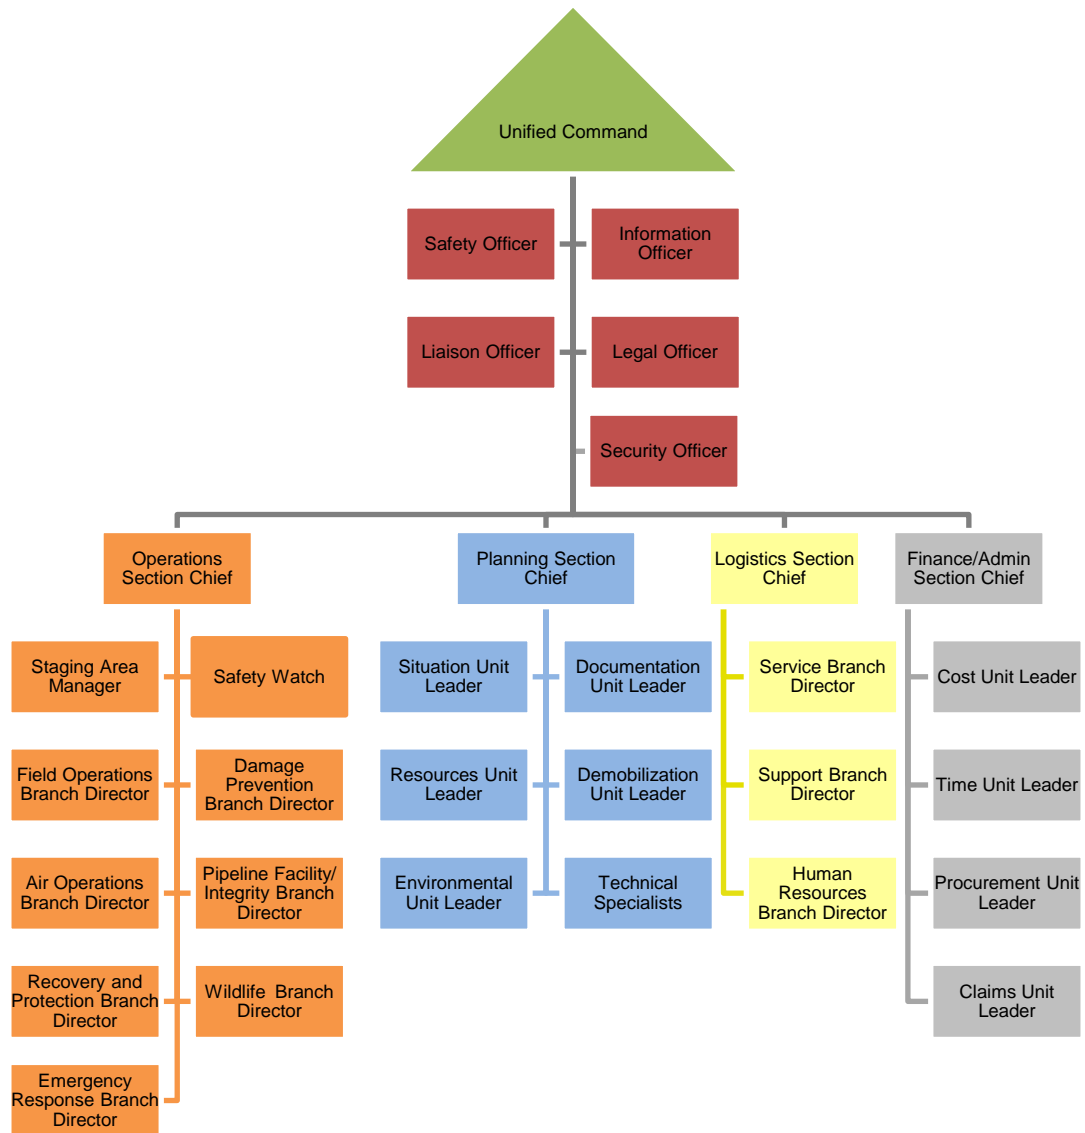 Unified Command
Safety Officer
Information
Officer
Liaison Officer
Legal Officer
Security Officer
Operations
Section Chief
Planning Section
Chief
Logistics Section
Chief
Finance/Admin
Section Chief
Staging Area
Manager
Safety Watch
Field Operations
Branch Director
Damage
Prevention
Branch Director
Air Operations
Branch Director
Pipeline Facility/
Integrity Branch
Director
Recovery and
Protection Branch
Director
Wildlife Branch
Director
Emergency
Response Branch
Director
Situation Unit
Leader
Documentation
Unit Leader
Resources Unit
Leader
Demobilization
Unit Leader
Environmental
Unit Leader
Technical
Specialists
Service Branch
Director
Support Branch
Director
Human
Resources
Branch Director
Cost Unit Leader
Time Unit Leader
Procurement Unit
Leader
Claims Unit
Leader